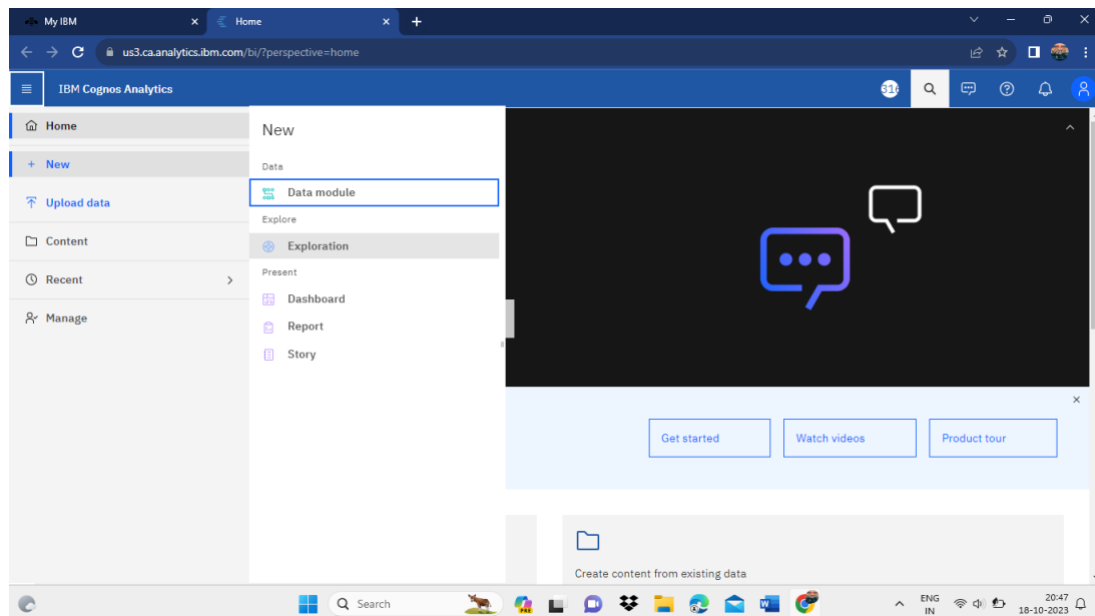 My IBM
Home
us3.ca.analytics.ibm.com/bi/?perspective=home
IBM Cognos Analytics
Home
New
Upload data
Content
Recent
Manage
New
Data
Data module
Explore
Exploration
Present
Dashboard
Report
Story
Get started
Watch videos
Product tour
Create content from existing data
Search
PRE
ENG
IN
20:47
18-10-2023